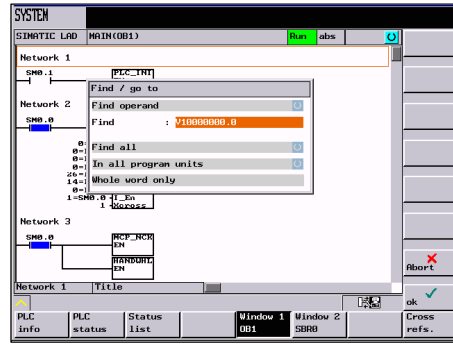 SYSTEM
SIMATIC LAD MAIN(OB1) Run abs
Network 1
SM0.1 PLC_INI
Find / go to
Network 2 Find operand
SM0.0 Find : V10000000.0
Find all
In all program units
Whole word only
1=SM0.0 I_En
1 Xcross
Network 3
SM0.0 MCP_NCK
EN
HANDWHL
EN
Abort
Network 1 Title
ok
PLC info
PLC status
Status list
Window 1 OB1
Window 2 SBR0
Cross refs.